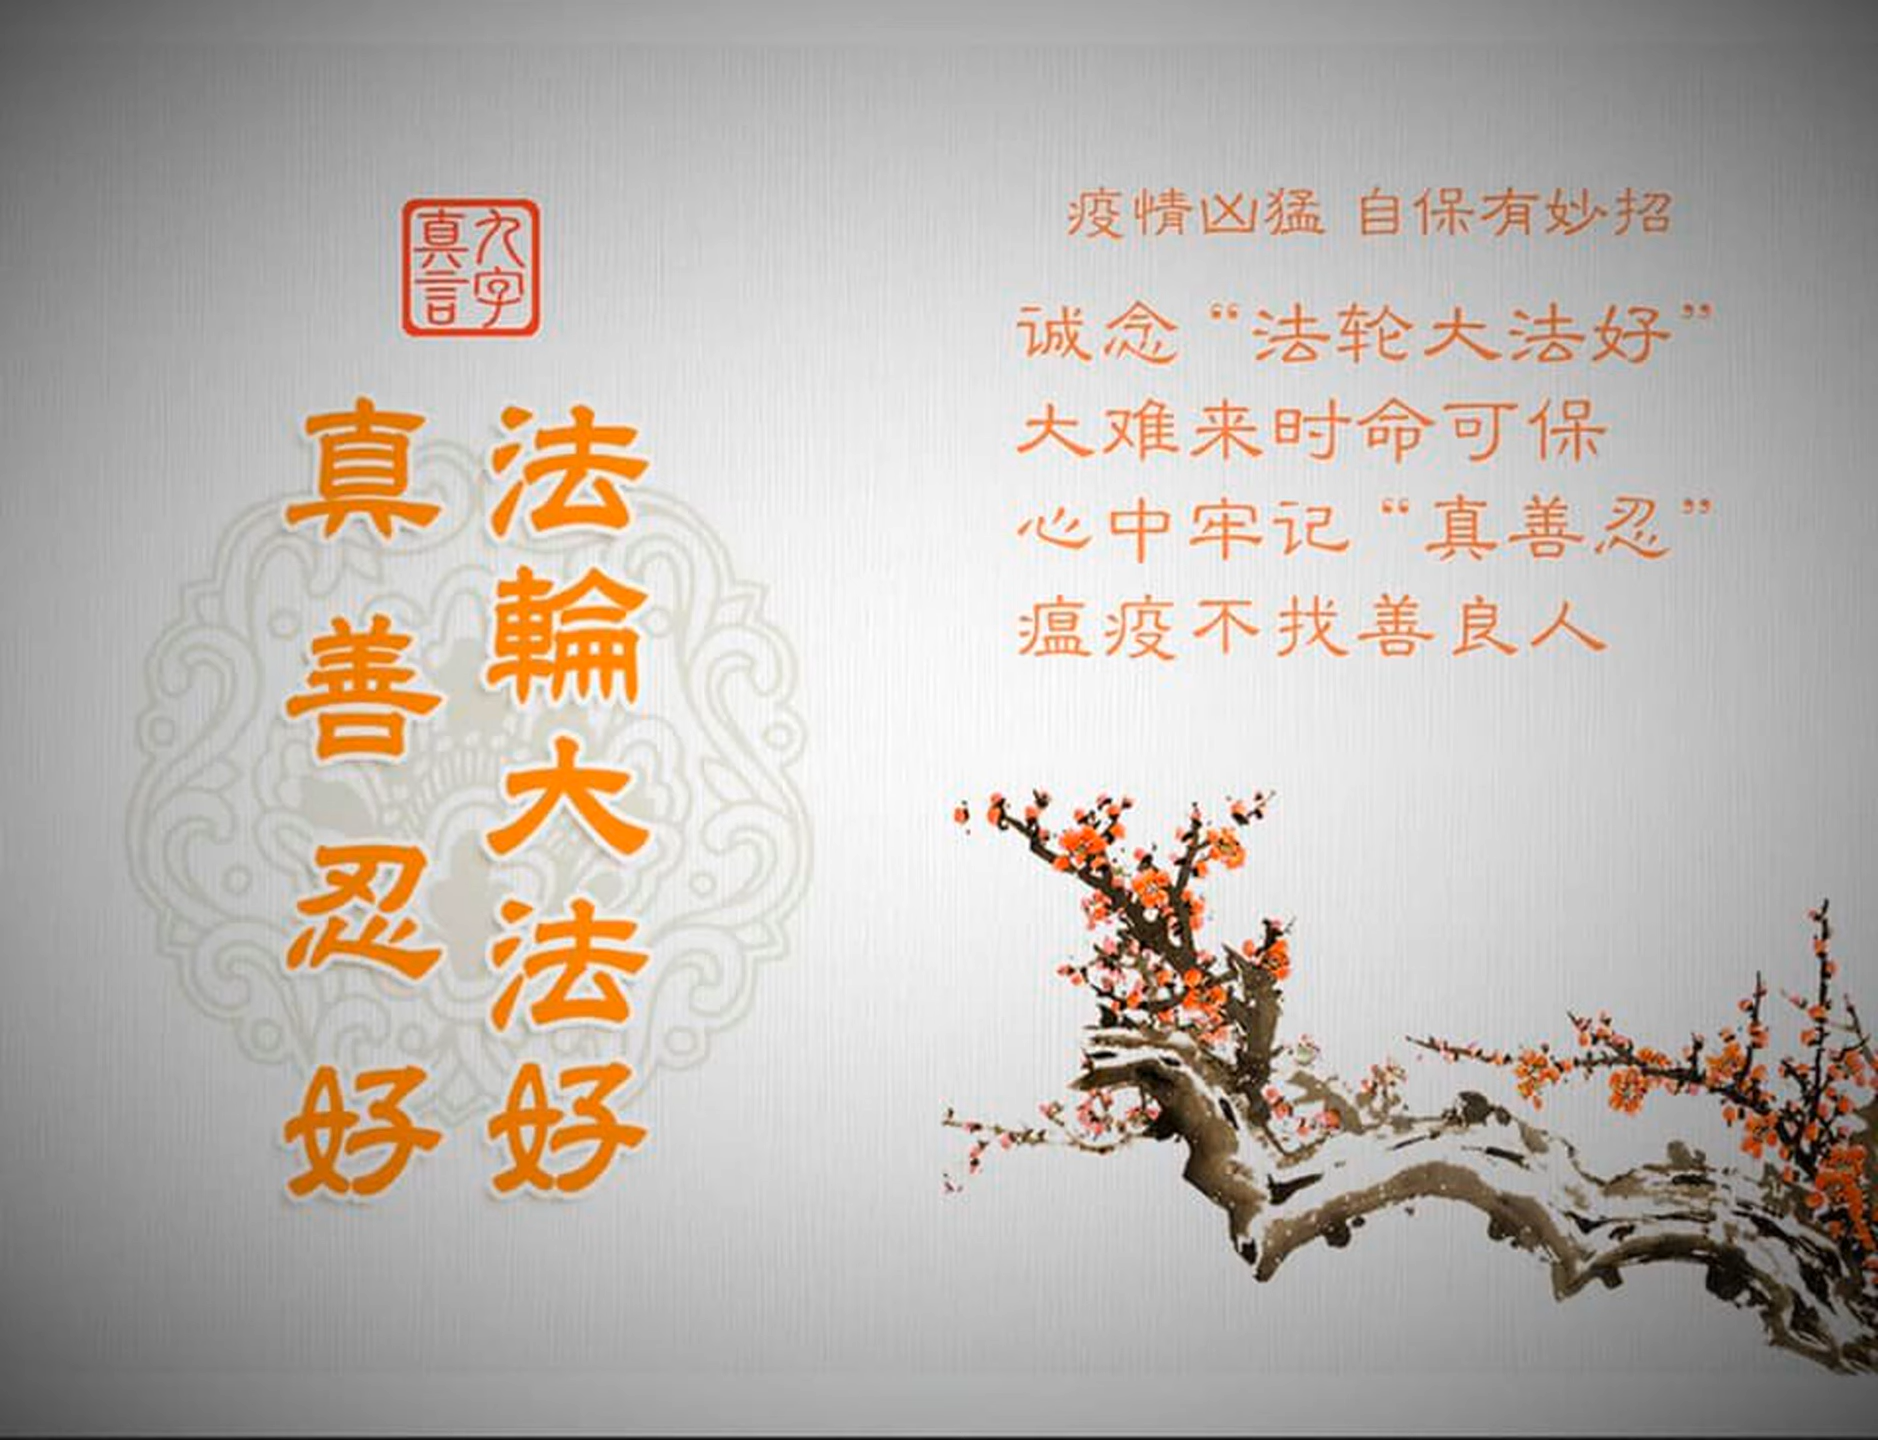 九字真言
法輪大法好
真善忍好
疫情凶猛 自保有妙招
诚念“法轮大法好”
大难来时命可保
心中牢记“真善忍”
瘟疫不找善良人